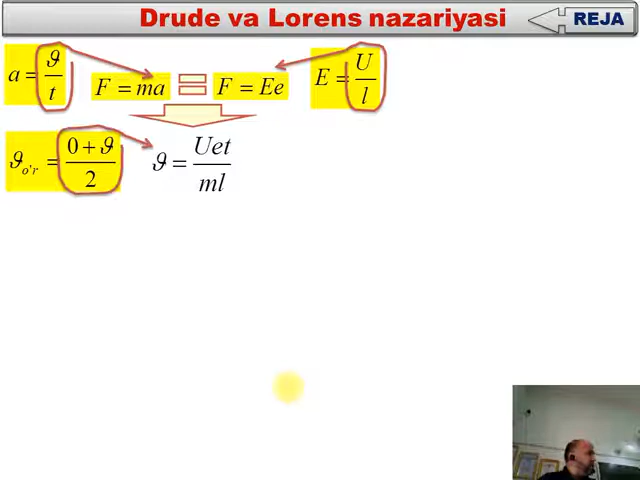 Drude va Lorens nazariyasi
REJA
a = ϑ/t
F = ma = F = Ee
E = U/l
ϑ_o'r = (0 + ϑ)/2
ϑ = Uet/ml